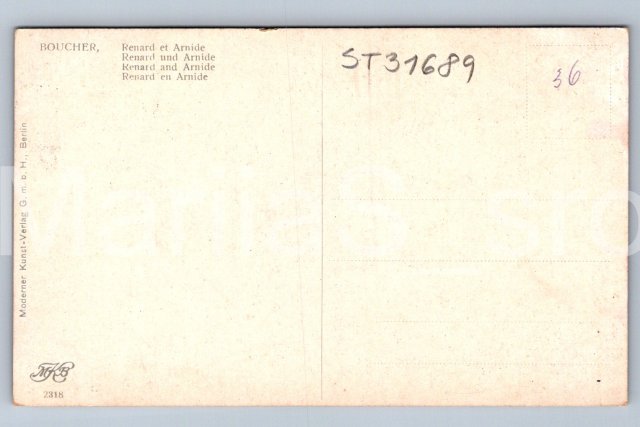 BOUCHER, Renard et Arnide
Renard und Arnide
Renard and Arnide
Renard en Arnide
ST31689
36
Moderner Kunst-Verlag G. m. b. H., Berlin
MKB
2318